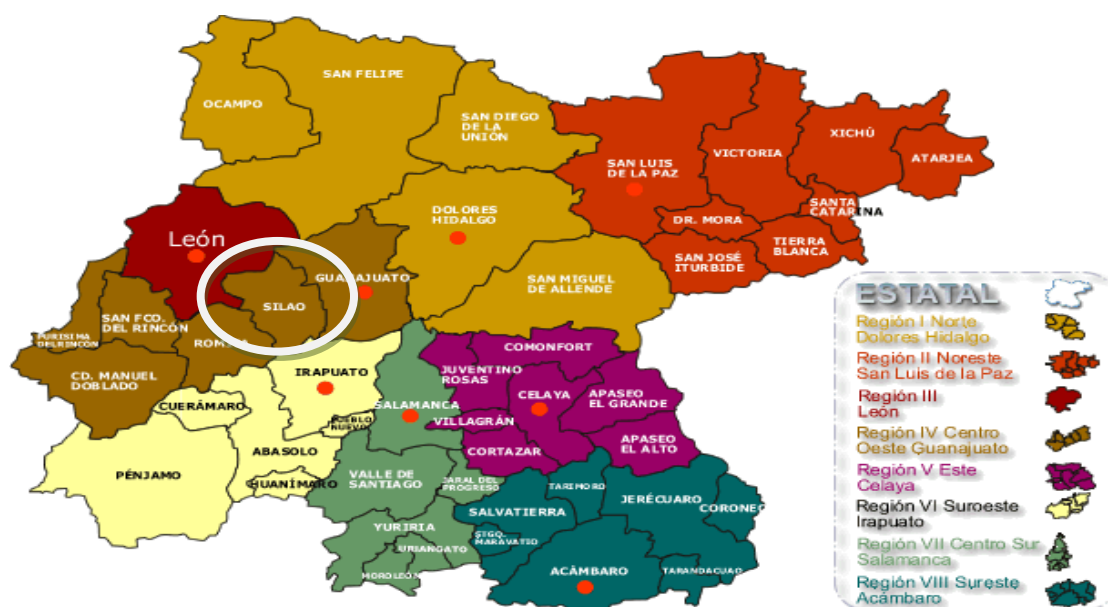 SAN FELIPE
OCAMPO
SAN DIEGO
DE LA
UNIÓN
XICHÚ
VICTORIA
ATARJEA
SAN LUIS
DE LA PAZ
SANTA
CATARINA
DOLORES
HIDALGO
DR. MORA
León
TIERRA
BLANCA
SAN JOSÉ
ITURBIDE
GUANAJUATO
SAN MIGUEL
DE ALLENDE
SILAO
SAN FCO.
DEL RINCÓN
PURISIMA
DEL RINCÓN
ROMITA
CD. MANUEL
DOBLADO
COMONFORT
IRAPUATO
JUVENTINO
ROSAS
CELAYA
APASEO
EL GRANDE
CUERÁMARO
SALAMANCA
PUEBLO
NUEVO
VILLAGRÁN
APASEO
EL ALTO
ABASOLO
CORTAZAR
PÉNJAMO
VALLE DE
SANTIAGO
HUANÍMARO
JARAL DEL
PROGRESO
TARIMORO
JERÉCUARO
CORONEO
SALVATIERRA
YURIRIA
STGO.
MARAVATIO
URIANGATO
MOROLEÓN
ACÁMBARO
TARANDACUAO
ESTATAL
Región I Norte
Dolores Hidalgo
Región II Noreste
San Luis de la Paz
Región III
León
Región IV Centro
Oeste Guanajuato
Región V Este
Celaya
Región VI Suroeste
Irapuato
Región VII Centro Sur
Salamanca
Región VIII Sureste
Acámbaro